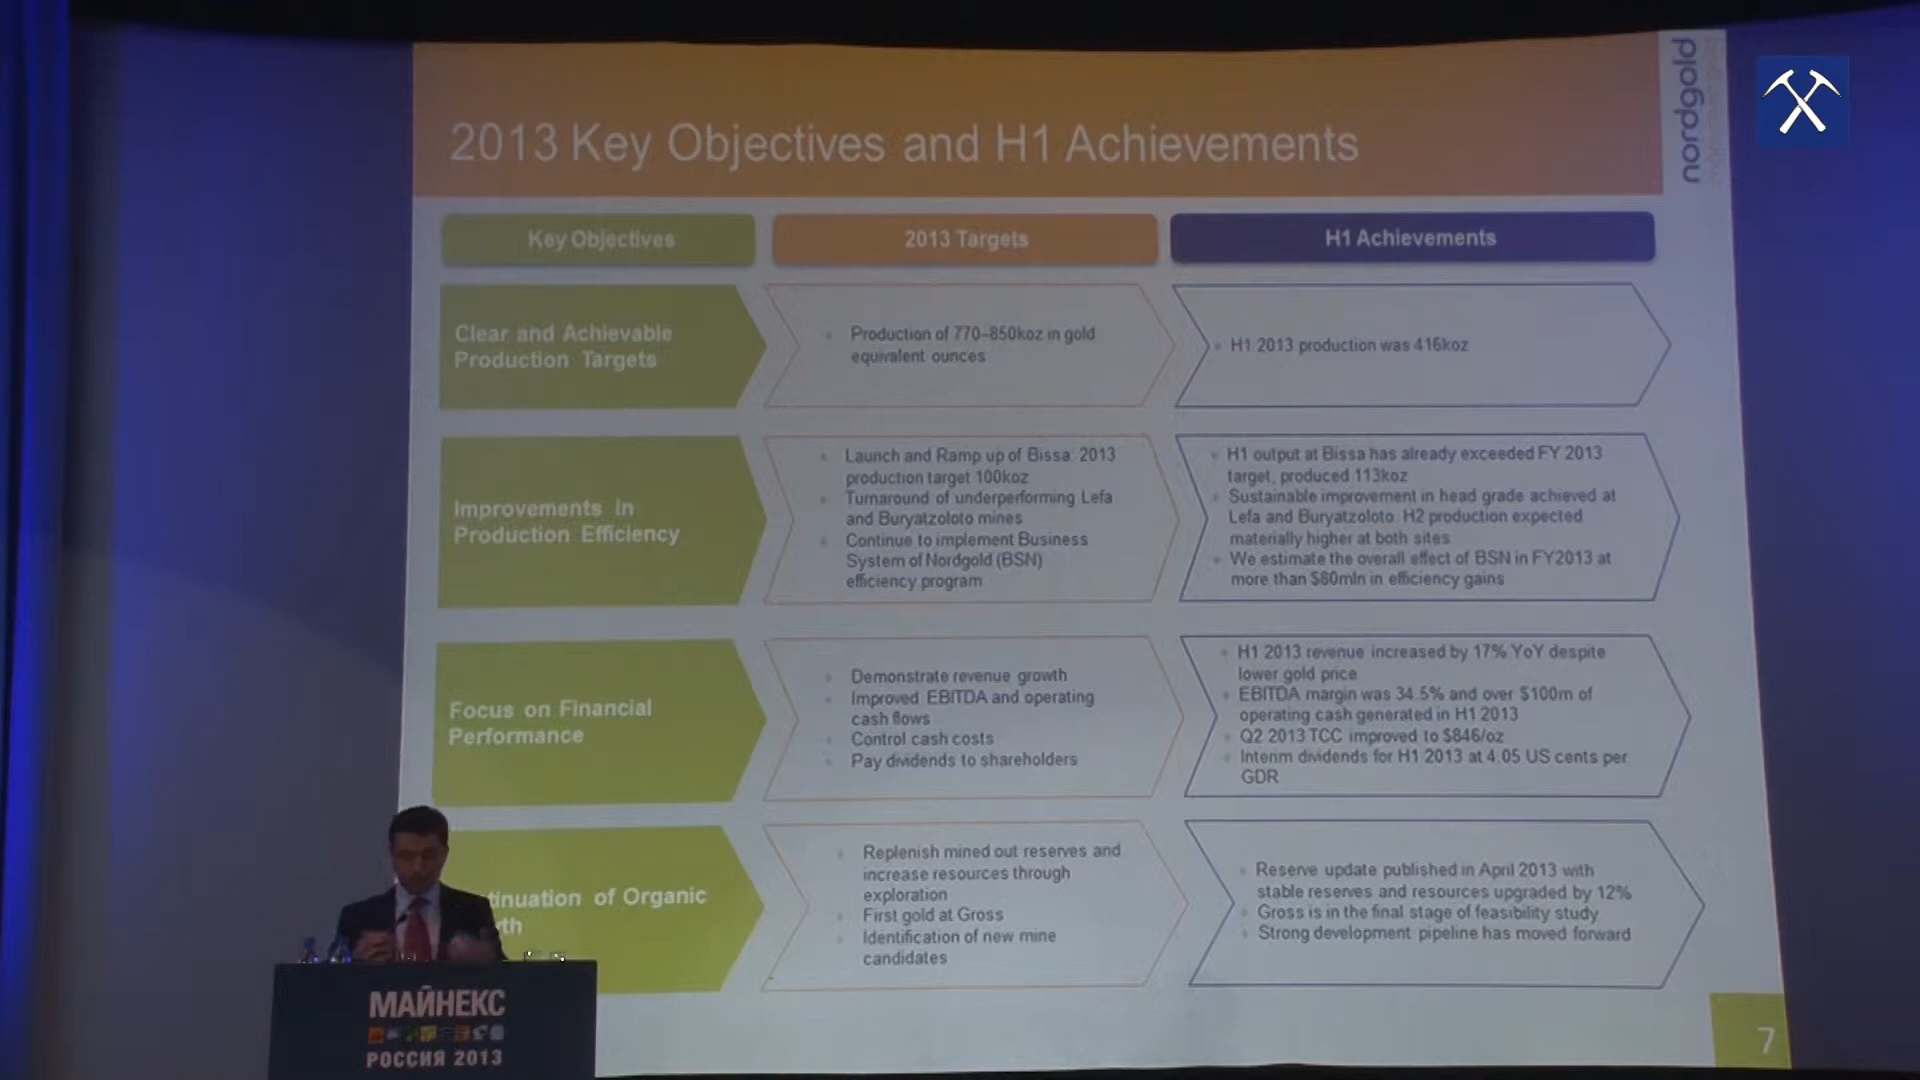 2013 Key Objectives and H1 Achievements
nordgold
Key Objectives
2013 Targets
H1 Achievements
Clear and Achievable
Production Targets
Production of 770–850koz in gold
equivalent ounces
H1 2013 production was 416koz
Improvements in
Production Efficiency
Launch and Ramp up of Bissa: 2013
production target 100koz
Turnaround of underperforming Lefa
and Buryatzoloto mines
Continue to implement Business
System of Nordgold (BSN)
efficiency program
H1 output at Bissa has already exceeded FY 2013
target, produced 113koz
Sustainable improvement in head grade achieved at
Lefa and Buryatzoloto. H2 production expected
materially higher at both sites
We estimate the overall effect of BSN in FY2013 at
more than $80mln in efficiency gains
Focus on Financial
Performance
Demonstrate revenue growth
Improved EBITDA and operating
cash flows
Control cash costs
Pay dividends to shareholders
H1 2013 revenue increased by 17% YoY despite
lower gold price
EBITDA margin was 34.5% and over $100m of
operating cash generated in H1 2013
Q2 2013 TCC improved to $846/oz
Interim dividends for H1 2013 at 4.05 US cents per
GDR
tinuation of Organic
th
Replenish mined out reserves and
increase resources through
exploration
First gold at Gross
Identification of new mine
candidates
Reserve update published in April 2013 with
stable reserves and resources upgraded by 12%
Gross is in the final stage of feasibility study
Strong development pipeline has moved forward
7
МАЙНЕКС
РОССИЯ 2013